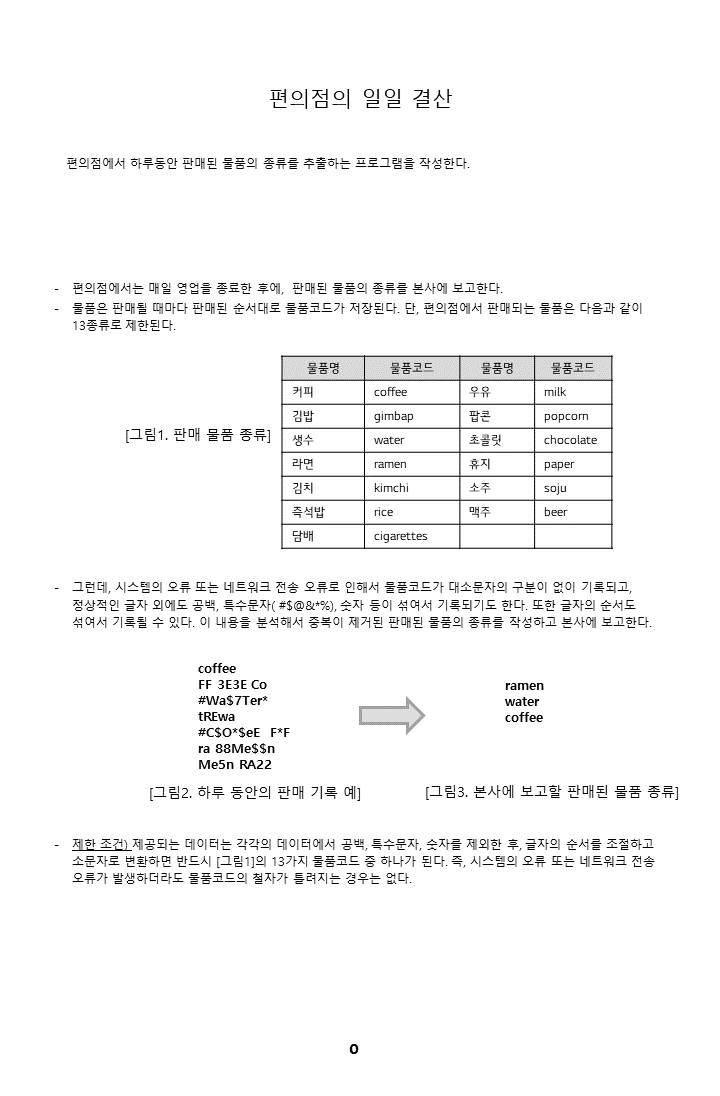 편의점의 일일 결산
편의점에서 하루동안 판매된 물품의 종류를 추출하는 프로그램을 작성한다.
- 편의점에서는 매일 영업을 종료한 후에, 판매된 물품의 종류를 본사에 보고한다.
- 물품은 판매될 때마다 판매된 순서대로 물품코드가 저장된다. 단, 편의점에서 판매되는 물품은 다음과 같이
13종류로 제한된다.
물품명 물품코드 물품명 물품코드
커피 coffee 우유 milk
김밥 gimbap 팝콘 popcorn
생수 water 초콜릿 chocolate
[그림1. 판매 물품 종류]
라면 ramen 휴지 paper
김치 kimchi 소주 soju
즉석밥 rice 맥주 beer
담배 cigarettes
- 그런데, 시스템의 오류 또는 네트워크 전송 오류로 인해서 물품코드가 대소문자의 구분이 없이 기록되고,
정상적인 글자 외에도 공백, 특수문자( #$@&*%), 숫자 등이 섞여서 기록되기도 한다. 또한 글자의 순서도
섞여서 기록될 수 있다. 이 내용을 분석해서 중복이 제거된 판매된 물품의 종류를 작성하고 본사에 보고한다.
coffee
FF 3E3E Co
#Wa$7Ter*
tREwa
#C$O*$eE F*F
ra 88Me$$n
Me5n RA22
ramen
water
coffee
[그림2. 하루 동안의 판매 기록 예]
[그림3. 본사에 보고할 판매된 물품 종류]
- 제한 조건) 제공되는 데이터는 각각의 데이터에서 공백, 특수문자, 숫자를 제외한 후, 글자의 순서를 조절하고
소문자로 변환하면 반드시 [그림1]의 13가지 물품코드 중 하나가 된다. 즉, 시스템의 오류 또는 네트워크 전송
오류가 발생하더라도 물품코드의 철자가 틀려지는 경우는 없다.
0